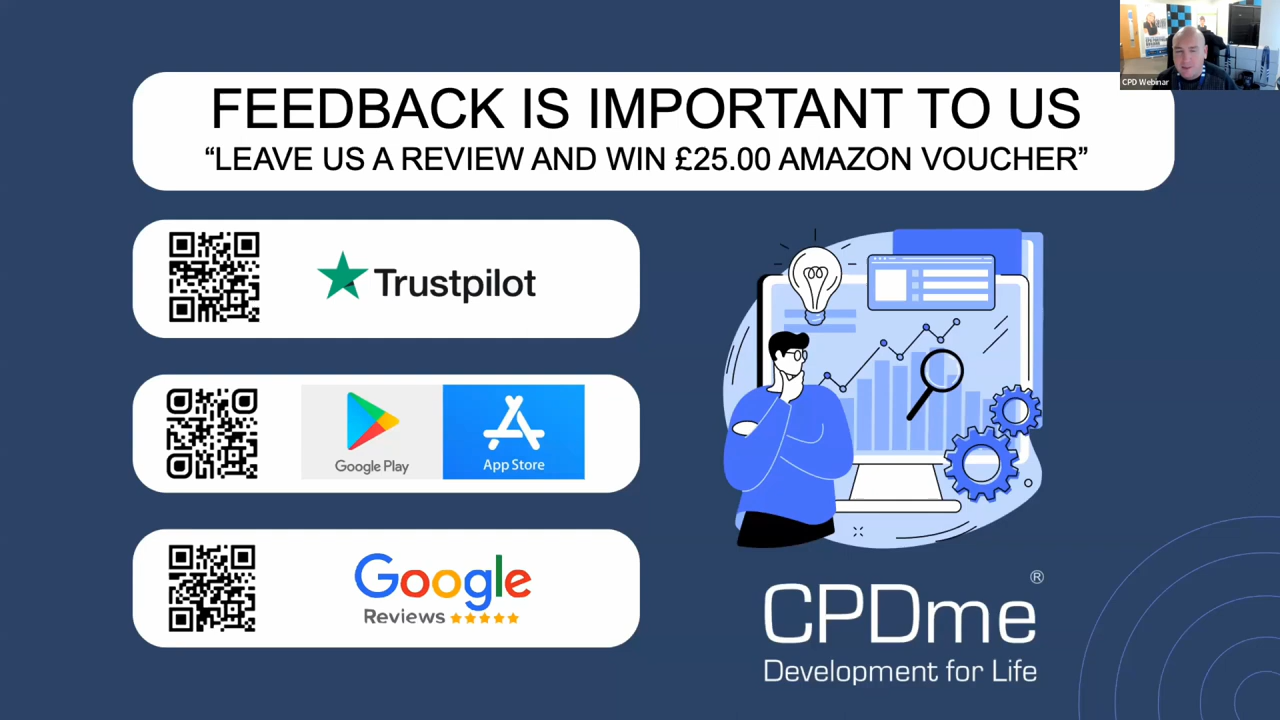 FEEDBACK IS IMPORTANT TO US
“LEAVE US A REVIEW AND WIN £25.00 AMAZON VOUCHER”
CPD Webinar
Trustpilot
Google Play
App Store
Google
Reviews
CPDme®
Development for Life